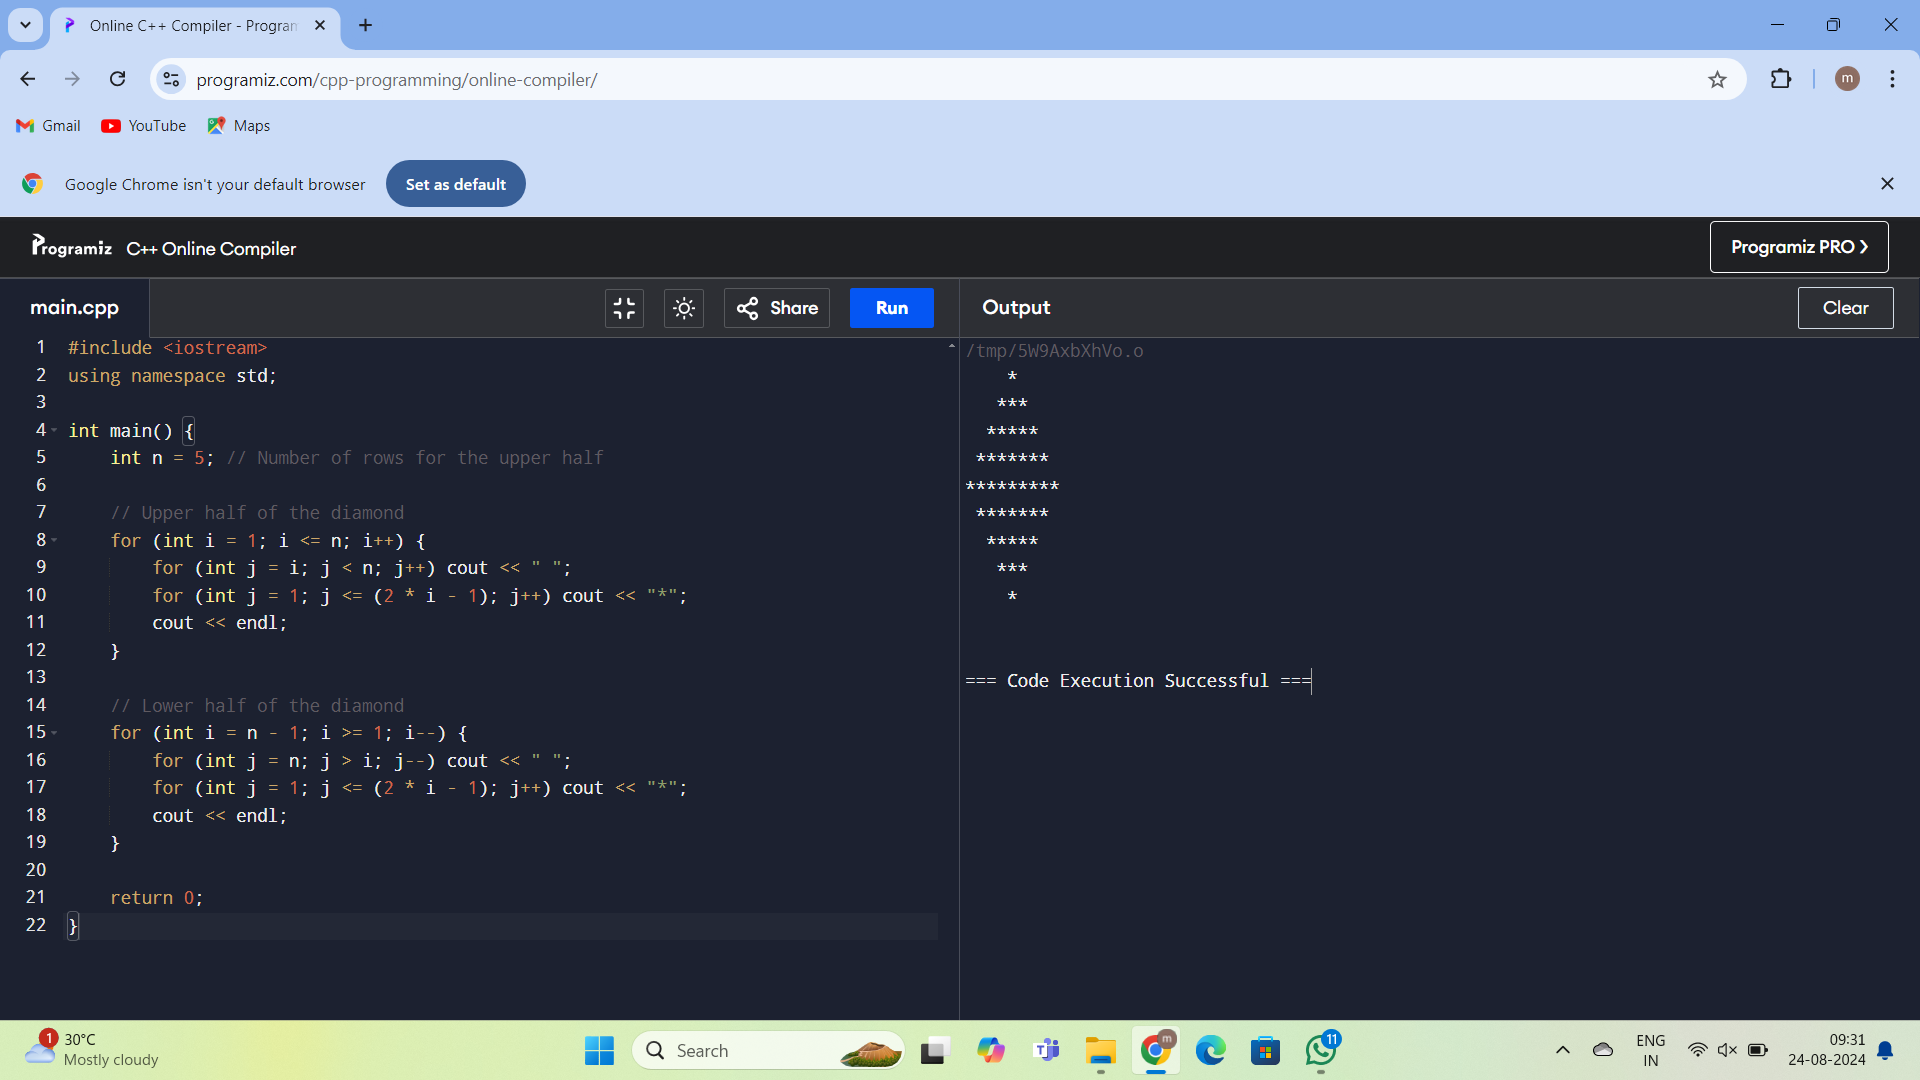 Online C++ Compiler - Program
programiz.com/cpp-programming/online-compiler/
m
Gmail YouTube Maps
Google Chrome isn't your default browser Set as default
Programiz C++ Online Compiler Programiz PRO
main.cpp Share Run Output Clear
1 #include <iostream>
2 using namespace std;
3
4 int main() {
5     int n = 5; // Number of rows for the upper half
6
7     // Upper half of the diamond
8     for (int i = 1; i <= n; i++) {
9         for (int j = i; j < n; j++) cout << " ";
10         for (int j = 1; j <= (2 * i - 1); j++) cout << "*";
11         cout << endl;
12     }
13
14     // Lower half of the diamond
15     for (int i = n - 1; i >= 1; i--) {
16         for (int j = n; j > i; j--) cout << " ";
17         for (int j = 1; j <= (2 * i - 1); j++) cout << "*";
18         cout << endl;
19     }
20
21     return 0;
22 }
/tmp/5W9AxbXhVo.o
    *
   ***
  *****
 *******
*********
 *******
  *****
   ***
    *
=== Code Execution Successful ===
1 30°C
Mostly cloudy
Search
m
11
ENG
IN
09:31
24-08-2024